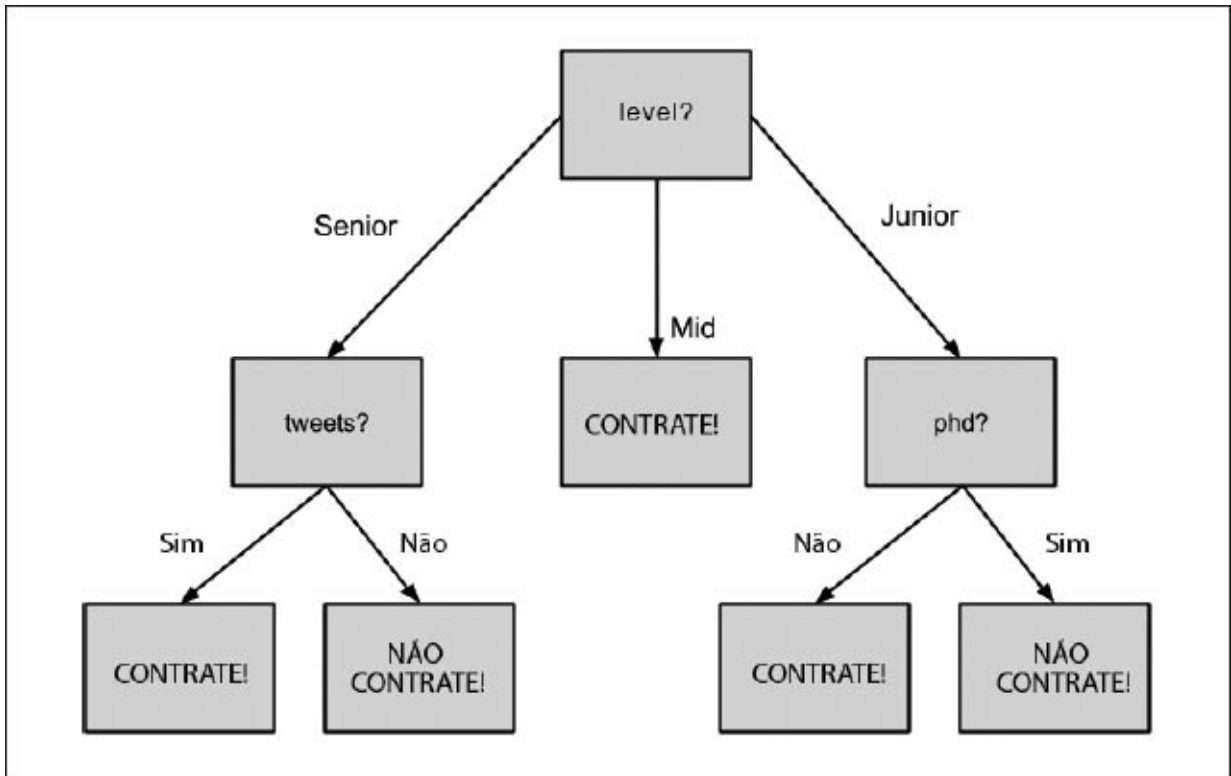 level?
Senior
Junior
Mid
tweets?
CONTRATE!
phd?
Sim
Não
Não
Sim
CONTRATE!
NÃO
CONTRATE!
CONTRATE!
NÃO
CONTRATE!